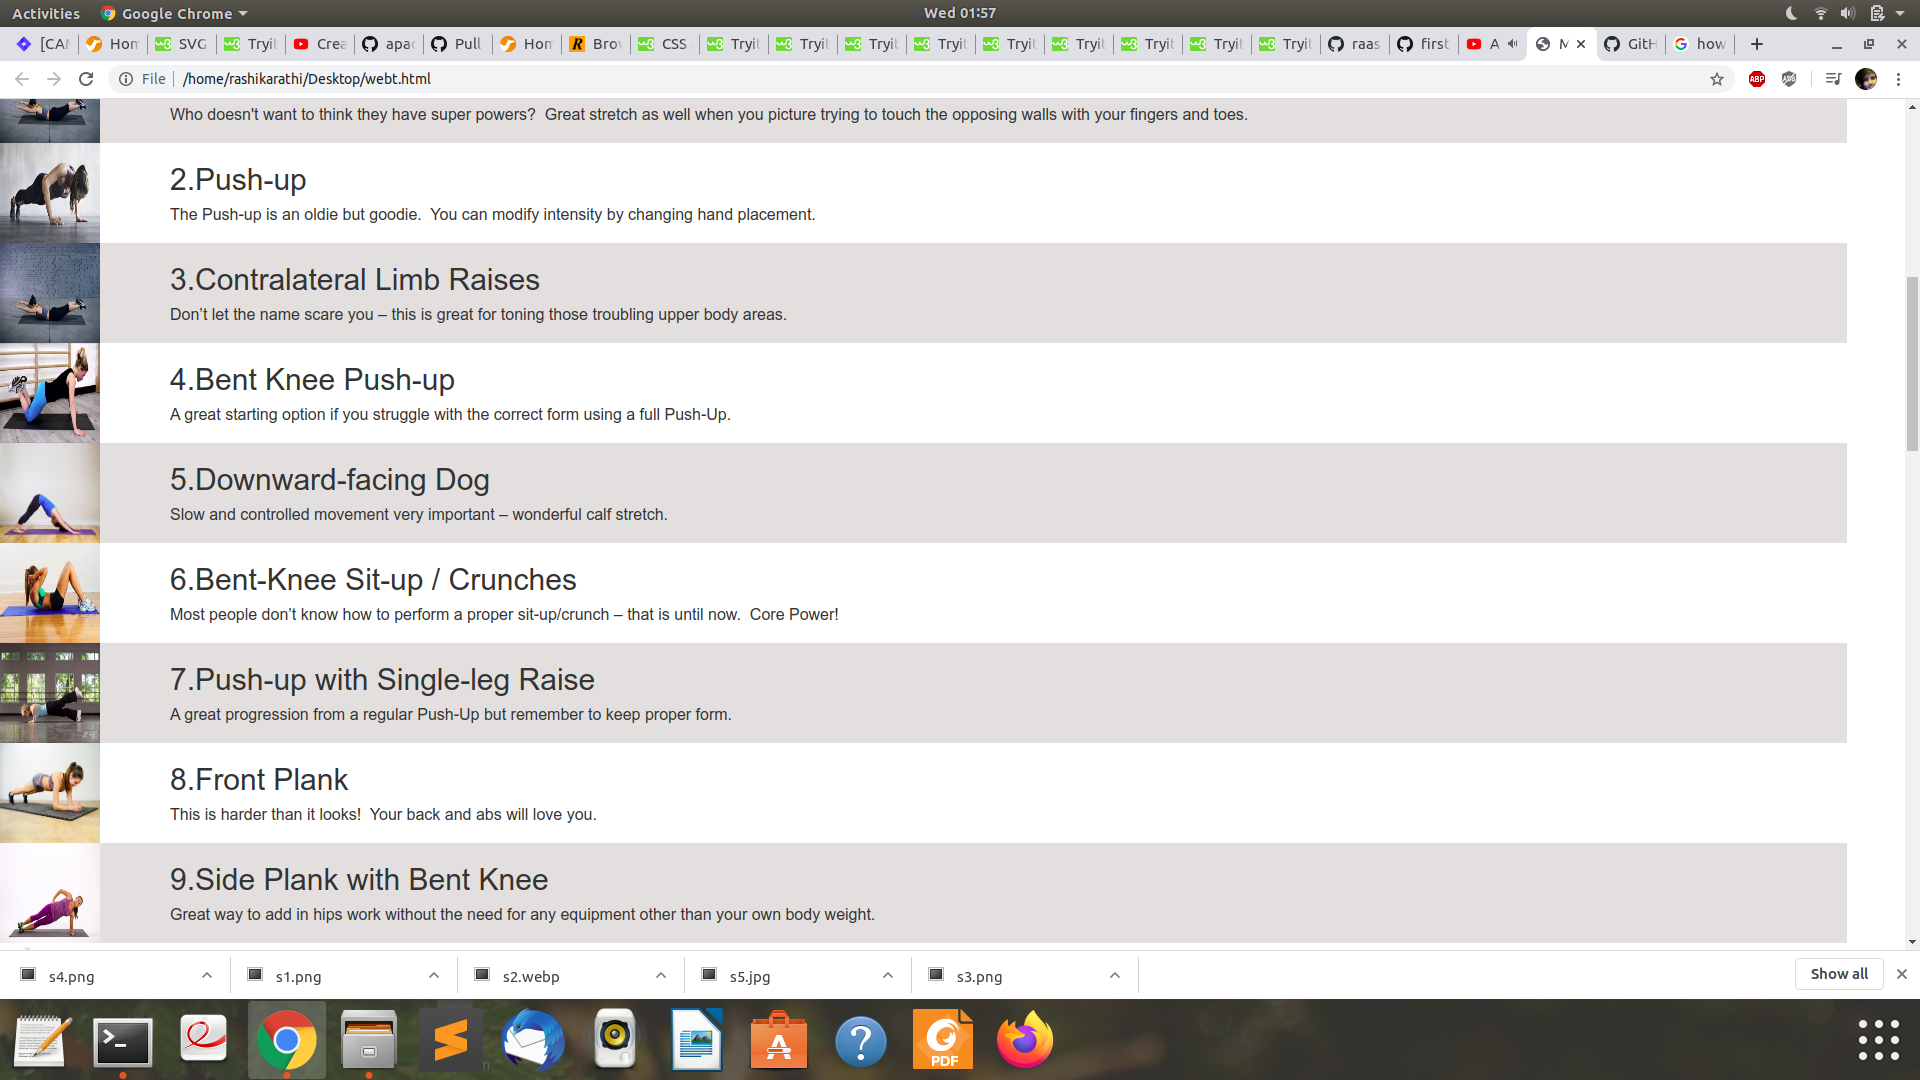 Activities Google Chrome Wed 01:57
[CAN Hom SVG Tryit Crea apac Pull Hom Brow CSS Tryit Tryit Tryit Tryit Tryit Tryit Tryit Tryit Tryit raas first A M GitH how
File /home/rashikarathi/Desktop/webt.html ABP
Who doesn't want to think they have super powers?  Great stretch as well when you picture trying to touch the opposing walls with your fingers and toes.
2.Push-up
The Push-up is an oldie but goodie.  You can modify intensity by changing hand placement.
3.Contralateral Limb Raises
Don’t let the name scare you – this is great for toning those troubling upper body areas.
4.Bent Knee Push-up
A great starting option if you struggle with the correct form using a full Push-Up.
5.Downward-facing Dog
Slow and controlled movement very important – wonderful calf stretch.
6.Bent-Knee Sit-up / Crunches
Most people don’t know how to perform a proper sit-up/crunch – that is until now.  Core Power!
7.Push-up with Single-leg Raise
A great progression from a regular Push-Up but remember to keep proper form.
8.Front Plank
This is harder than it looks!  Your back and abs will love you.
9.Side Plank with Bent Knee
Great way to add in hips work without the need for any equipment other than your own body weight.
s4.png s1.png s2.webp s5.jpg s3.png Show all
PDF